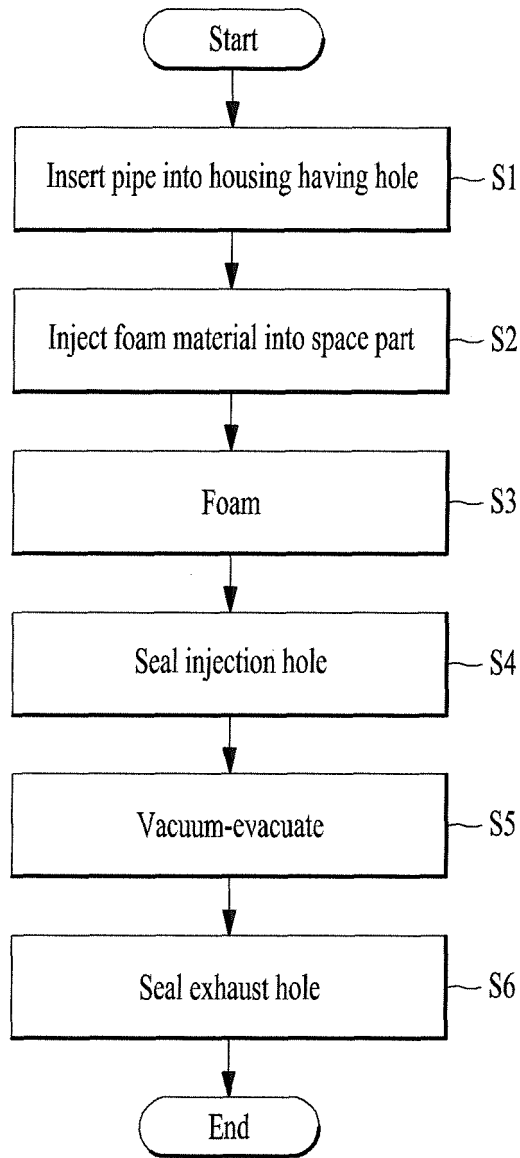 Start
Insert pipe into housing having hole
S1
Inject foam material into space part
S2
Foam
S3
Seal injection hole
S4
Vacuum-evacuate
S5
Seal exhaust hole
S6
End